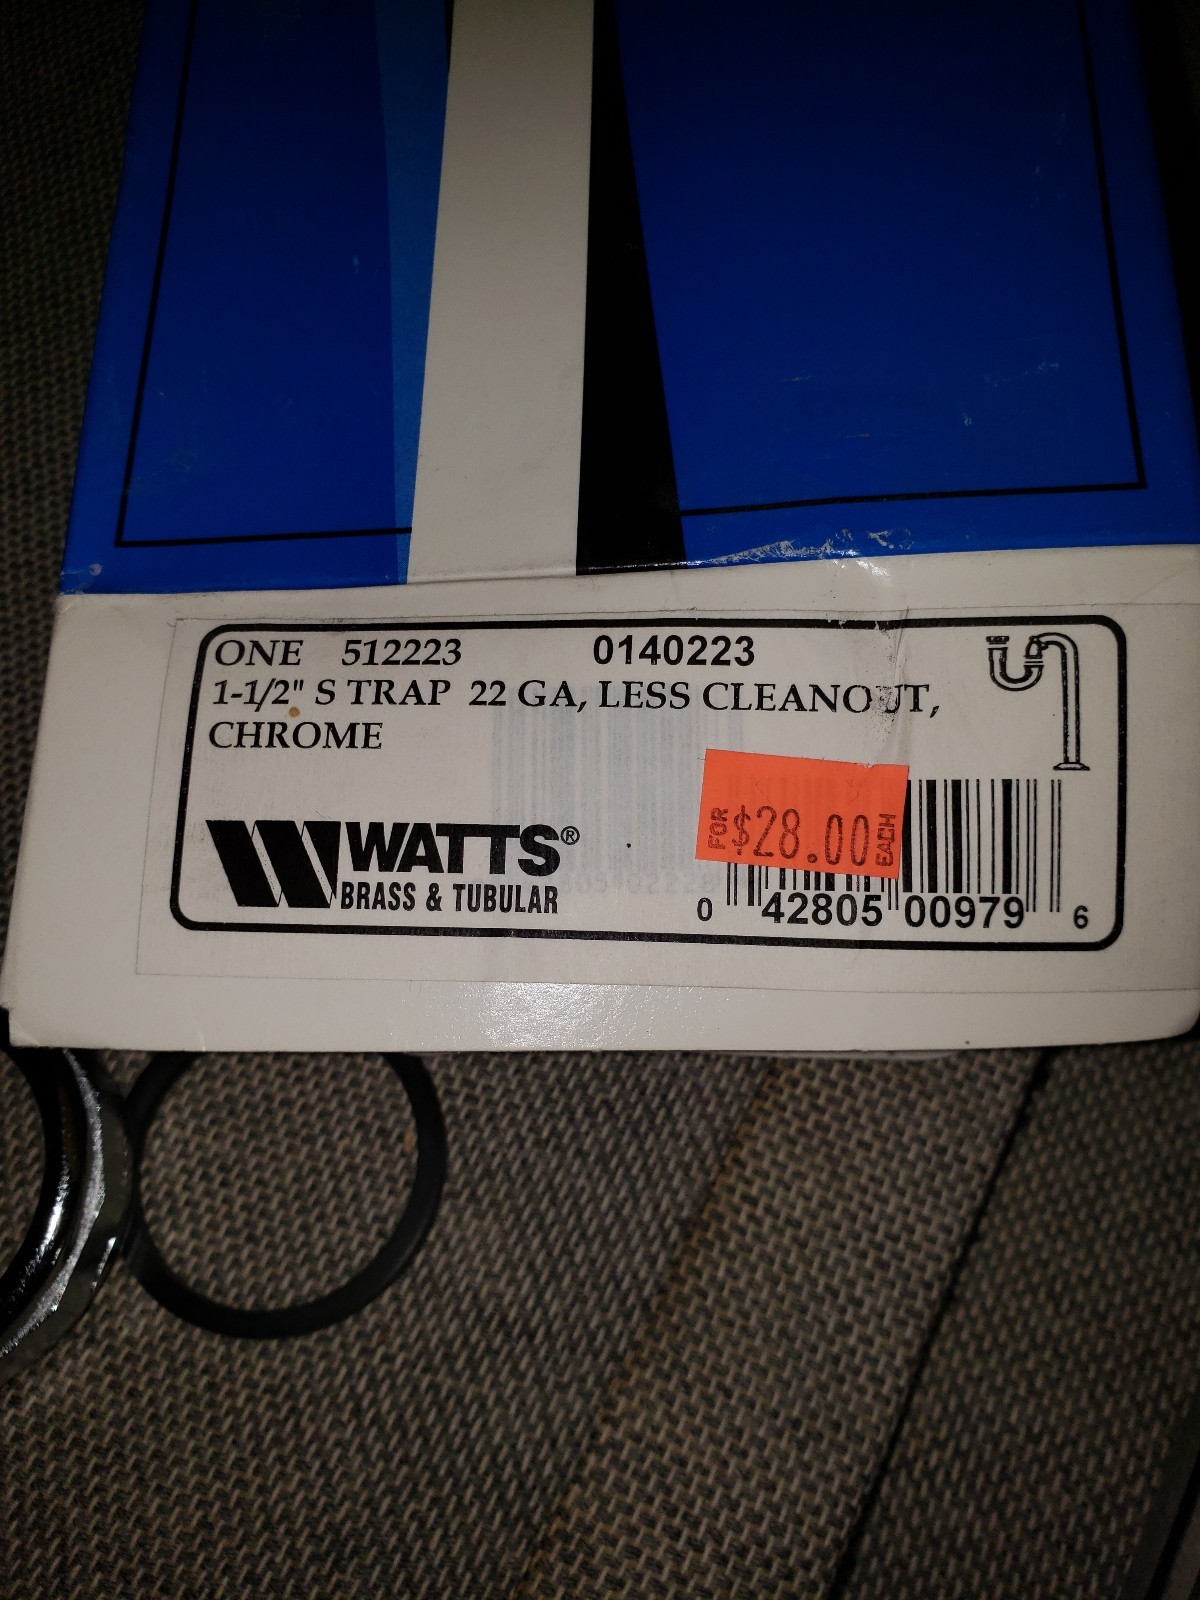 ONE 512223 0140223
1-1/2" S TRAP 22 GA, LESS CLEANOUT,
CHROME
WATTS®
BRASS & TUBULAR
FOR $28.00 EACH
0 42805 00979 6